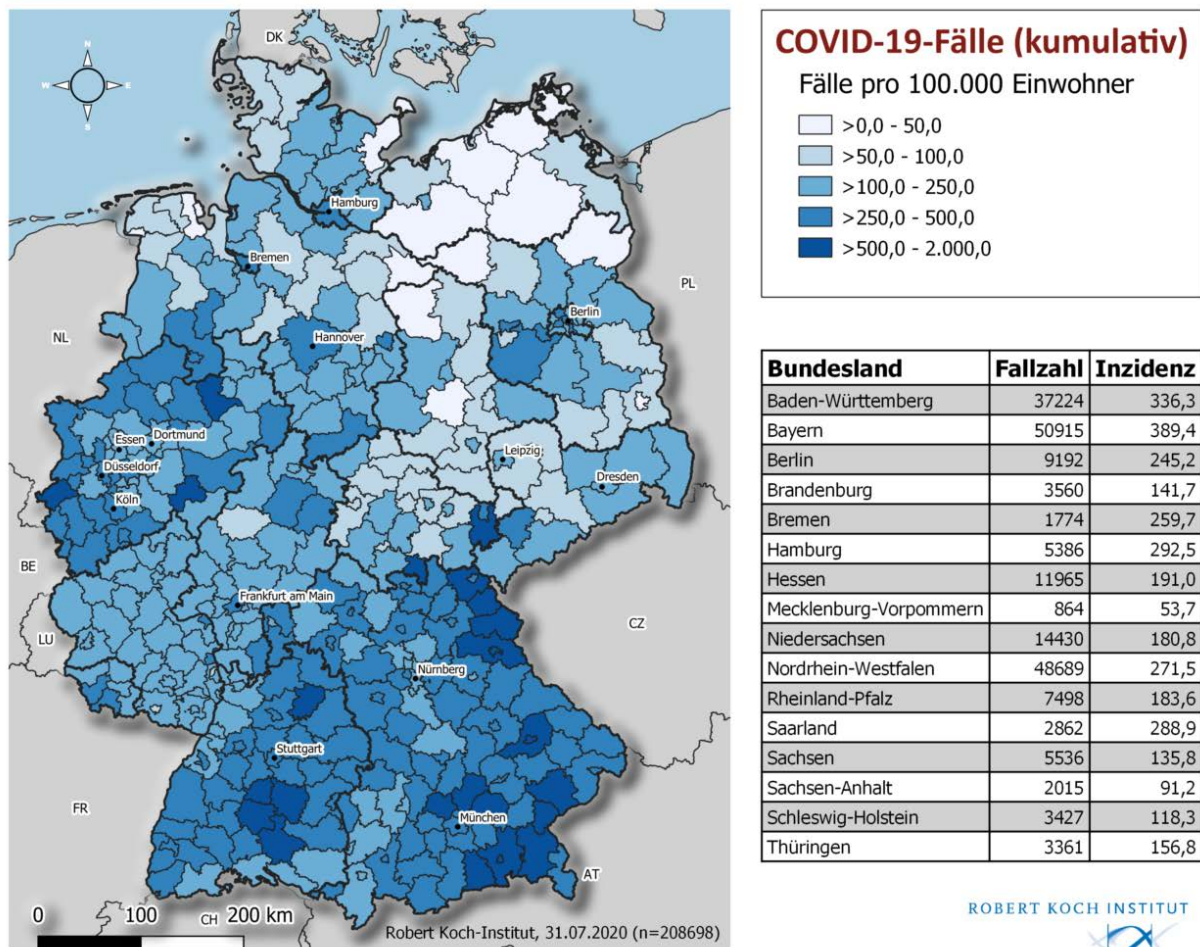 COVID-19-Fälle (kumulativ)
Fälle pro 100.000 Einwohner
>0,0 - 50,0
>50,0 - 100,0
>100,0 - 250,0
>250,0 - 500,0
>500,0 - 2.000,0
N
W E
S
DK
Hamburg
Bremen
PL
Berlin
NL
Hannover
Essen Dortmund
Düsseldorf
Leipzig
Dresden
Köln
BE
Frankfurt am Main
LU
CZ
Nürnberg
Stuttgart
FR
München
AT
0 100 CH 200 km
Robert Koch-Institut, 31.07.2020 (n=208698)
Bundesland Fallzahl Inzidenz
Baden-Württemberg 37224 336,3
Bayern 50915 389,4
Berlin 9192 245,2
Brandenburg 3560 141,7
Bremen 1774 259,7
Hamburg 5386 292,5
Hessen 11965 191,0
Mecklenburg-Vorpommern 864 53,7
Niedersachsen 14430 180,8
Nordrhein-Westfalen 48689 271,5
Rheinland-Pfalz 7498 183,6
Saarland 2862 288,9
Sachsen 5536 135,8
Sachsen-Anhalt 2015 91,2
Schleswig-Holstein 3427 118,3
Thüringen 3361 156,8
ROBERT KOCH INSTITUT